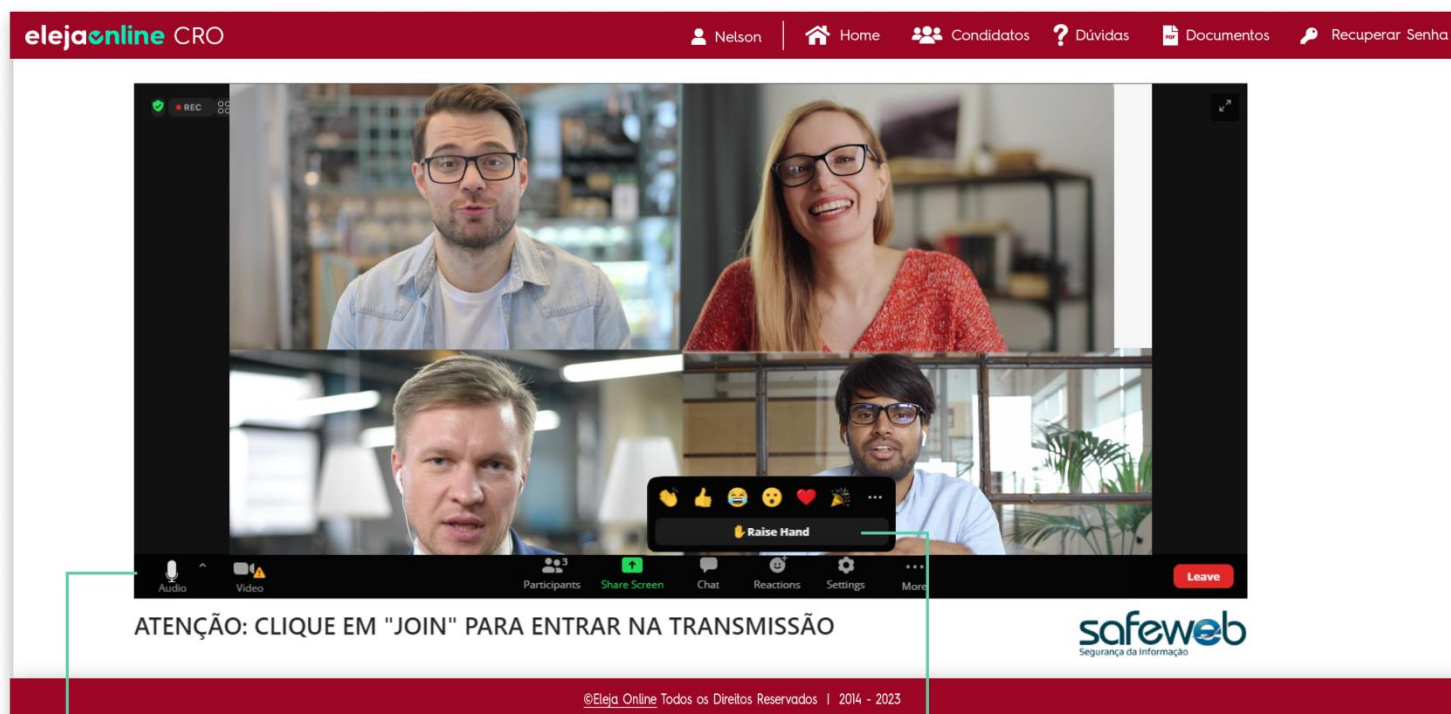 elejaonline CRO
Nelson
Home
Condidatos
Dúvidas
PDF
Documentos
Recuperar Senha
REC
Raise Hand
3
Audio
Video
Participants
Share Screen
Chat
Reactions
Settings
More
Leave
ATENÇÃO: CLIQUE EM "JOIN" PARA ENTRAR NA TRANSMISSÃO
safeweb
Segurança da Informação
©Eleja Online Todos os Direitos Reservados | 2014 - 2023